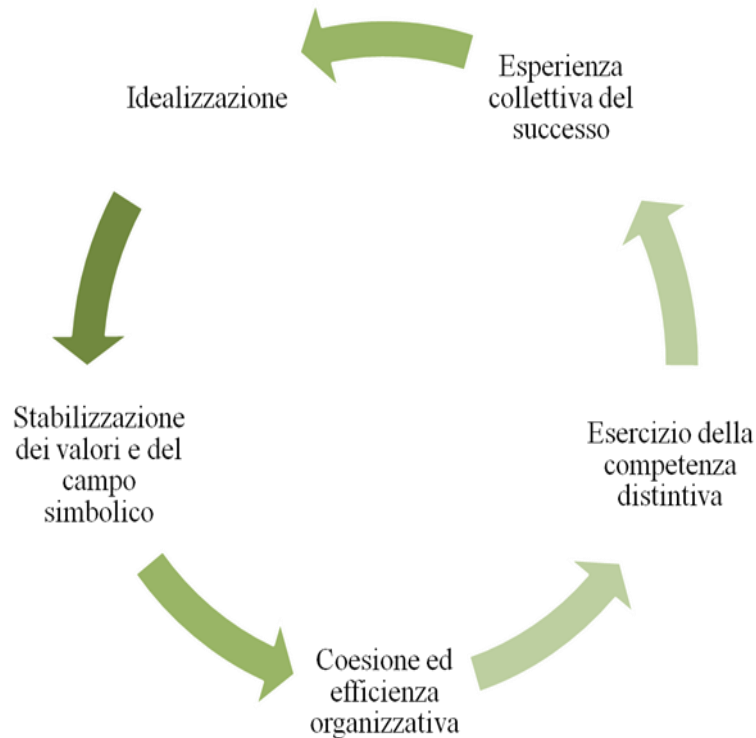 Esperienza
collettiva del
successo
Idealizzazione
Stabilizzazione
dei valori e del
campo
simbolico
Coesione ed
efficienza
organizzativa
Esercizio della
competenza
distintiva